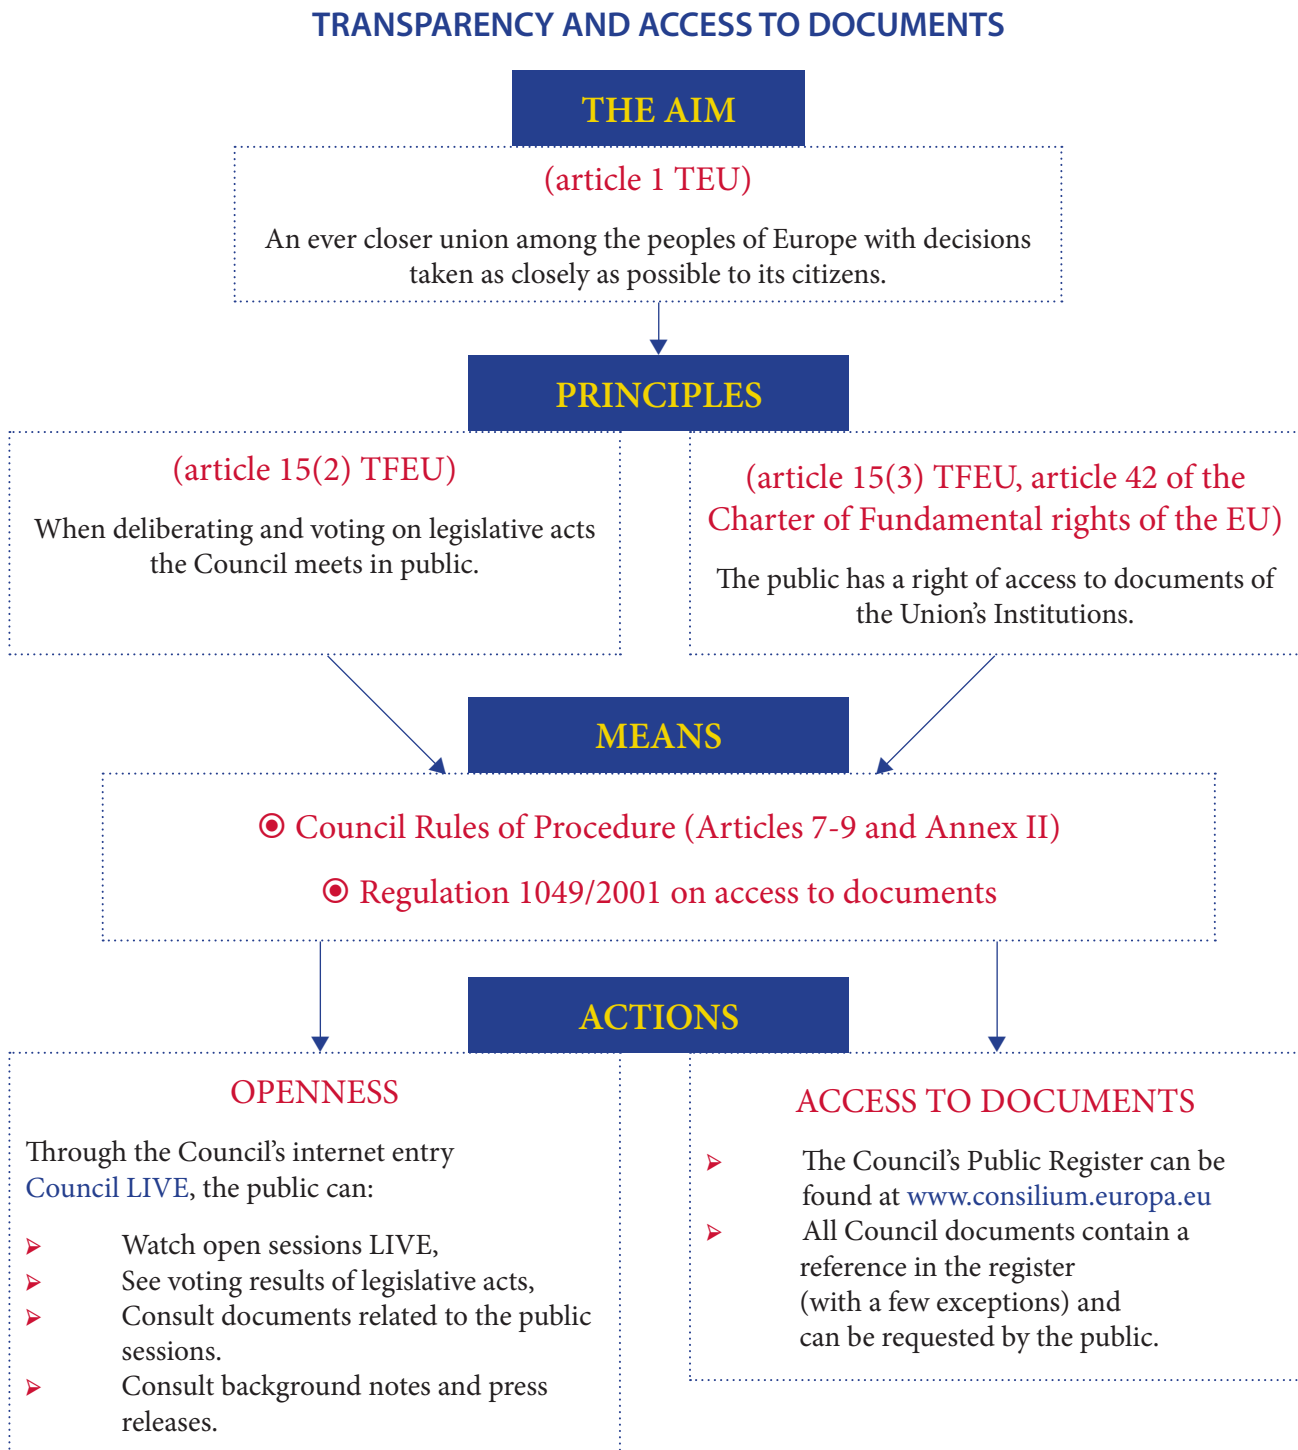 TRANSPARENCY AND ACCESS TO DOCUMENTS
THE AIM
(article 1 TEU)
An ever closer union among the peoples of Europe with decisions
taken as closely as possible to its citizens.
PRINCIPLES
(article 15(2) TFEU)
When deliberating and voting on legislative acts
the Council meets in public.
(article 15(3) TFEU, article 42 of the
Charter of Fundamental rights of the EU)
The public has a right of access to documents of
the Union's Institutions.
MEANS
Council Rules of Procedure (Articles 7-9 and Annex II)
Regulation 1049/2001 on access to documents
ACTIONS
OPENNESS
Through the Council's internet entry
Council LIVE, the public can:
Watch open sessions LIVE,
See voting results of legislative acts,
Consult documents related to the public
sessions.
Consult background notes and press
releases.
ACCESS TO DOCUMENTS
The Council's Public Register can be
found at www.consilium.europa.eu
All Council documents contain a
reference in the register
(with a few exceptions) and
can be requested by the public.